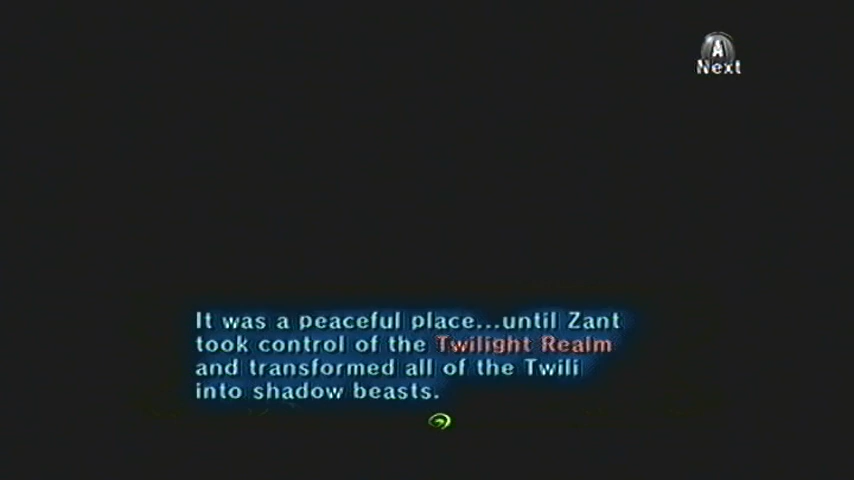 A
Next
It was a peaceful place...until Zant
took control of the Twilight Realm
and transformed all of the Twili
into shadow beasts.